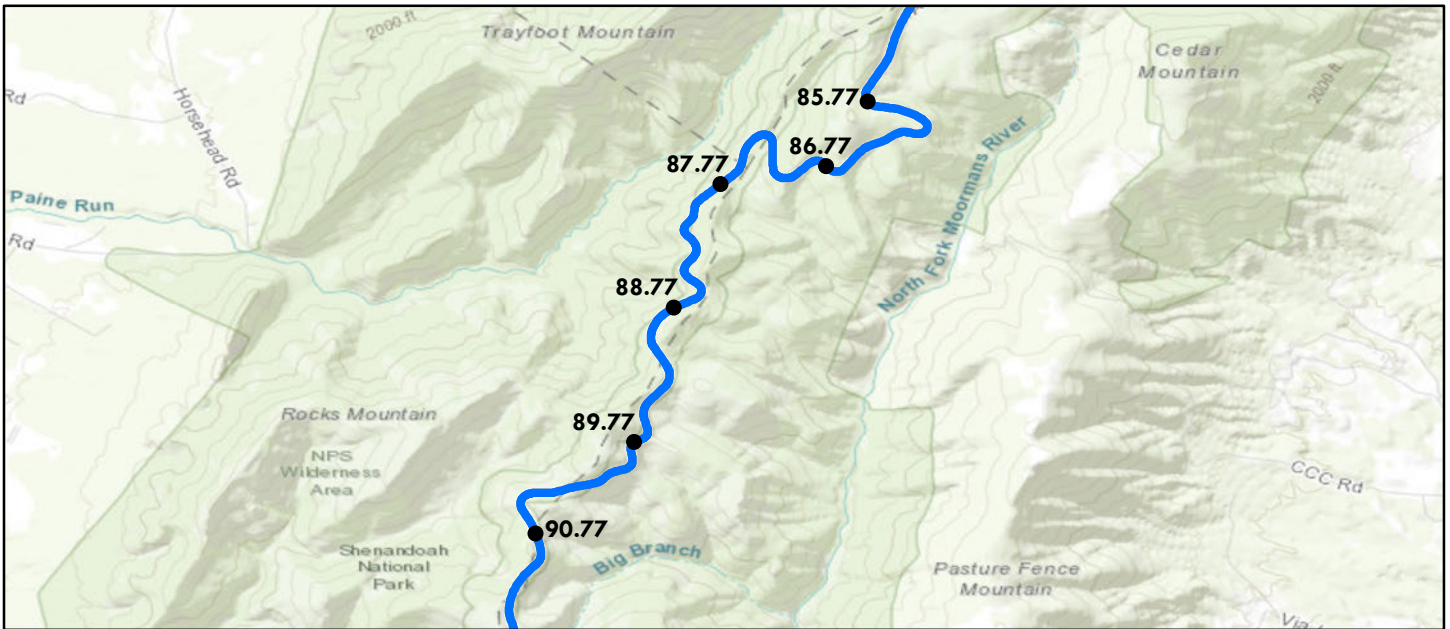 2000 ft
Trayfoot Mountain
Cedar
Mountain
Rd
Horsehead Rd
85.77
2000 ft
86.77
87.77
North Fork Moormans River
Paine Run
Rd
88.77
Rocks Mountain
89.77
NPS
Wilderness
Area
CCC Rd
90.77
Shenandoah
National
Park
Big Branch
Pasture Fence
Mountain